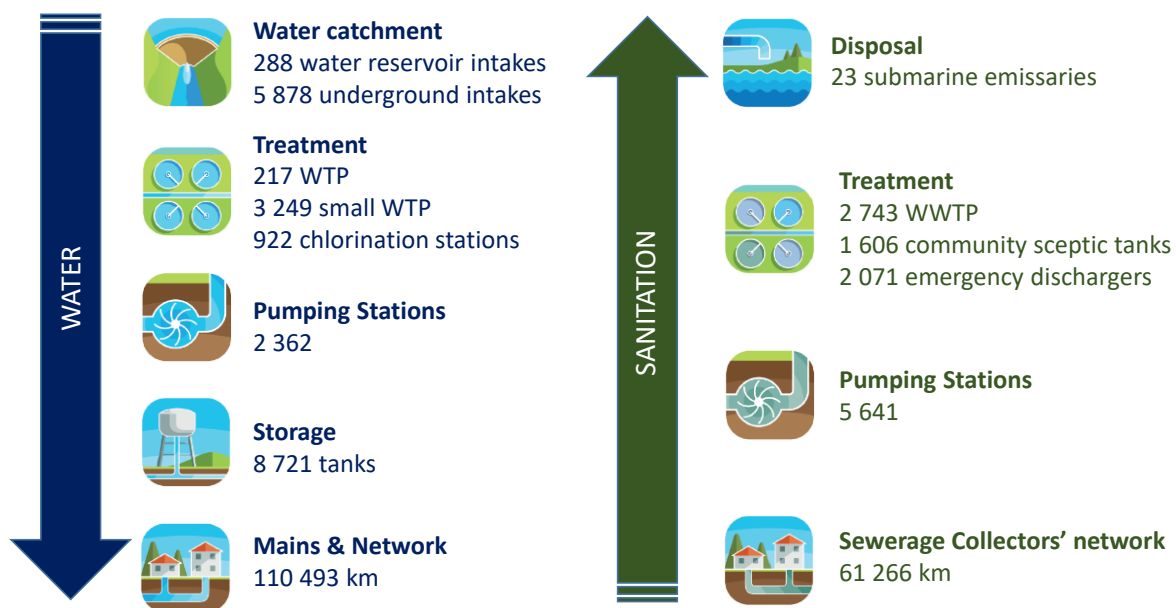 WATER
Water catchment
288 water reservoir intakes
5 878 underground intakes
Treatment
217 WTP
3 249 small WTP
922 chlorination stations
Pumping Stations
2 362
Storage
8 721 tanks
Mains & Network
110 493 km
SANITATION
Disposal
23 submarine emissaries
Treatment
2 743 WWTP
1 606 community sceptic tanks
2 071 emergency dischargers
Pumping Stations
5 641
Sewerage Collectors’ network
61 266 km